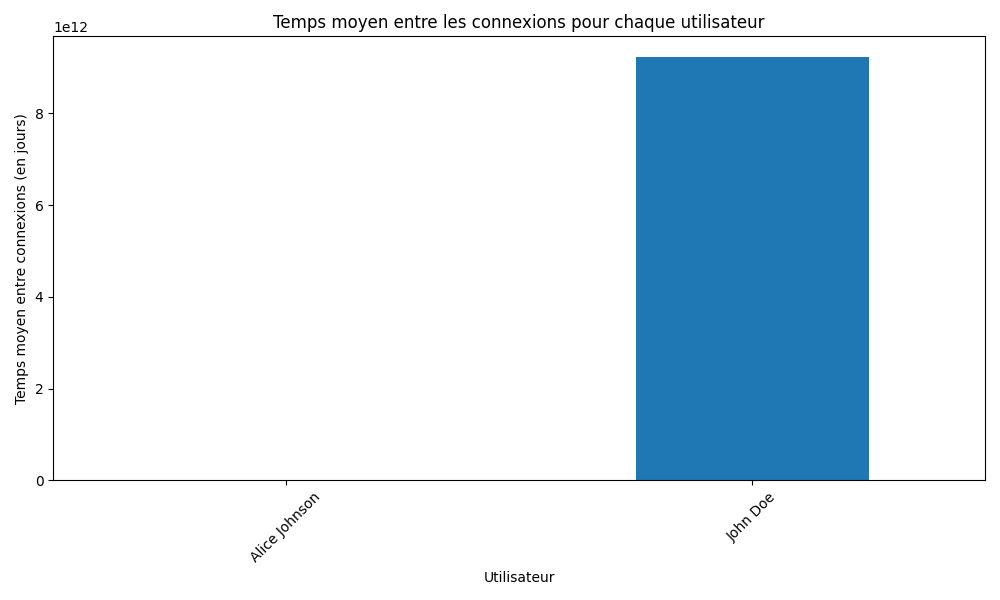 Temps moyen entre les connexions pour chaque utilisateur
1e12
8
6
4
2
0
Temps moyen entre connexions (en jours)
Alice Johnson
John Doe
Utilisateur